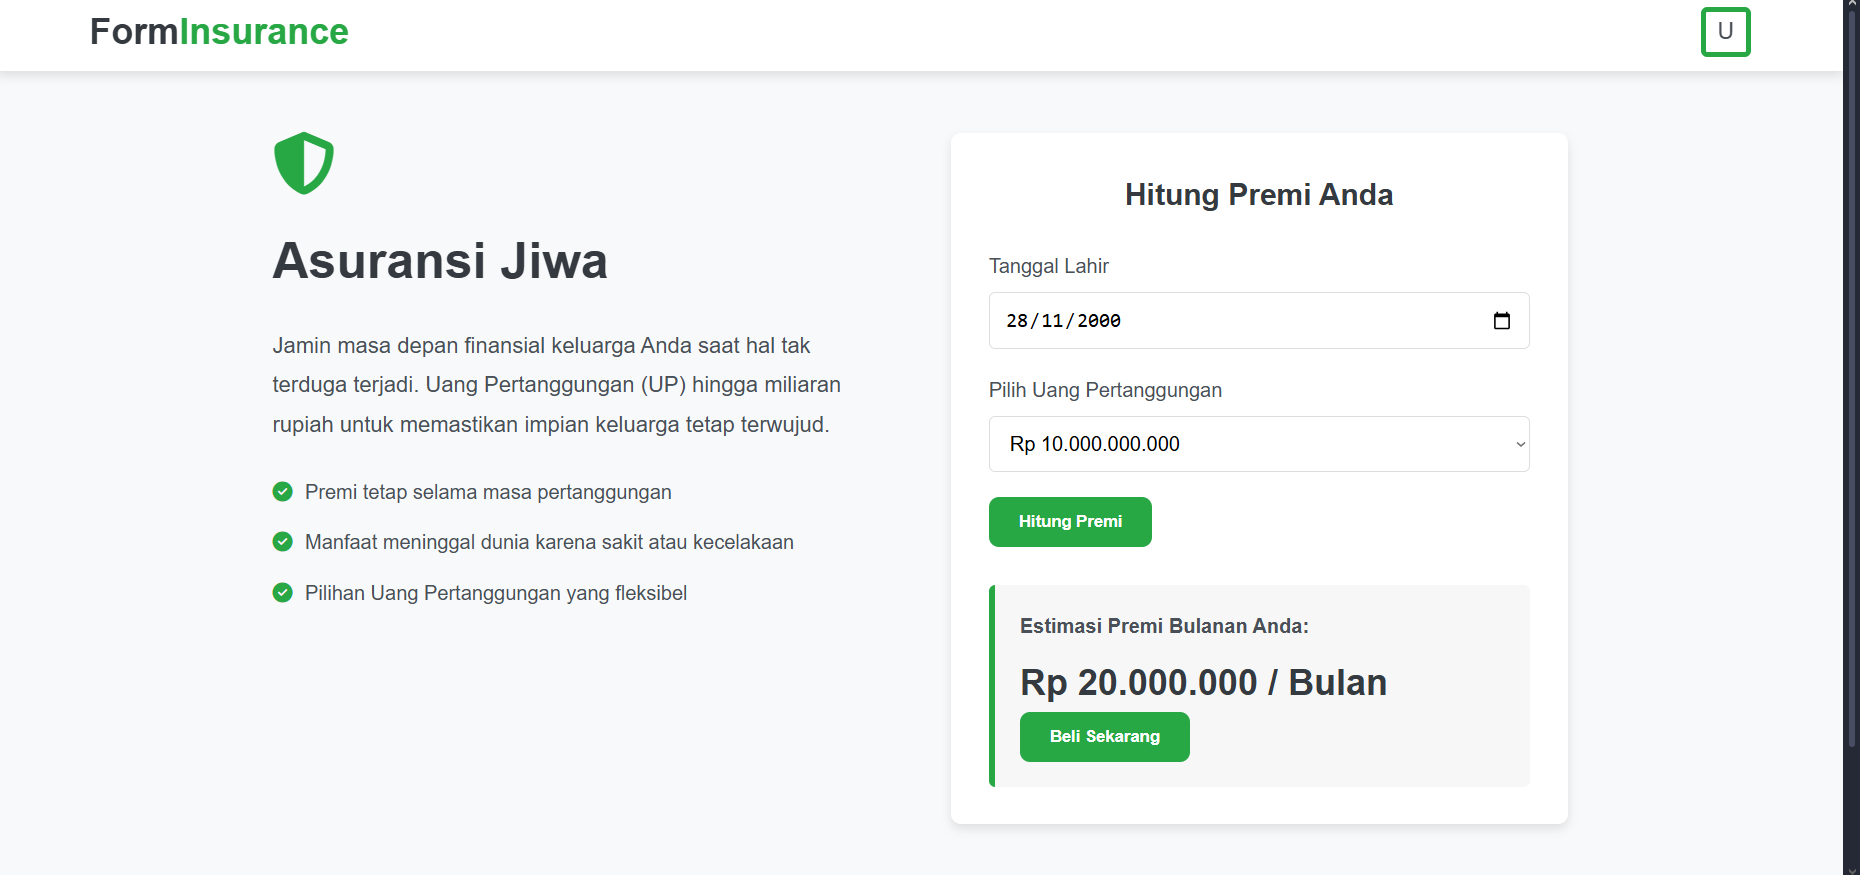 FormInsurance
U
Asuransi Jiwa
Jamin masa depan finansial keluarga Anda saat hal tak
terduga terjadi. Uang Pertanggungan (UP) hingga miliaran
rupiah untuk memastikan impian keluarga tetap terwujud.
Premi tetap selama masa pertanggungan
Manfaat meninggal dunia karena sakit atau kecelakaan
Pilihan Uang Pertanggungan yang fleksibel
Hitung Premi Anda
Tanggal Lahir
28/11/2000
Pilih Uang Pertanggungan
Rp 10.000.000.000
Hitung Premi
Estimasi Premi Bulanan Anda:
Rp 20.000.000 / Bulan
Beli Sekarang